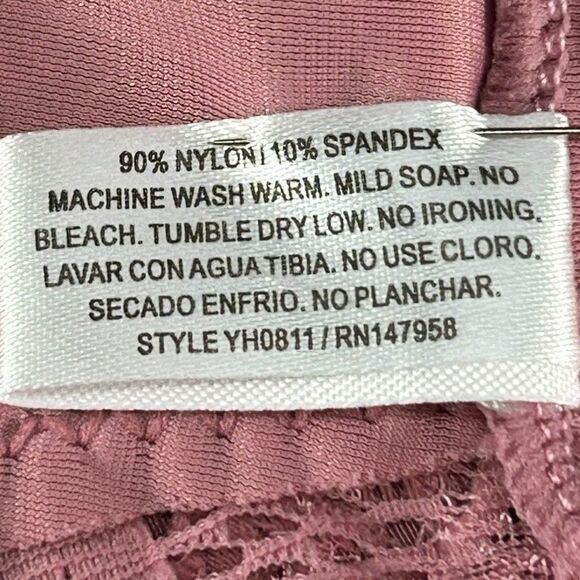 90% NYLON / 10% SPANDEX
MACHINE WASH WARM. MILD SOAP. NO
BLEACH. TUMBLE DRY LOW. NO IRONING.
LAVAR CON AGUA TIBIA. NO USE CLORO.
SECADO ENFRIO. NO PLANCHAR.
STYLE YH0811 / RN147958